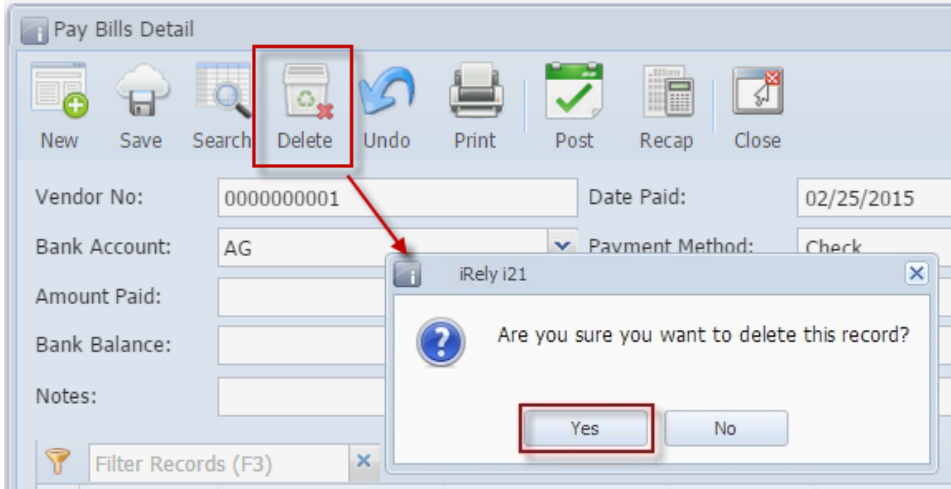 Pay Bills Detail
New Save Search Delete Undo Print Post Recap Close
Vendor No: 0000000001 Date Paid: 02/25/2015
Bank Account: AG Payment Method: Check
iRely i21
Amount Paid:
Are you sure you want to delete this record?
Bank Balance:
Notes:
Yes No
Filter Records (F3)